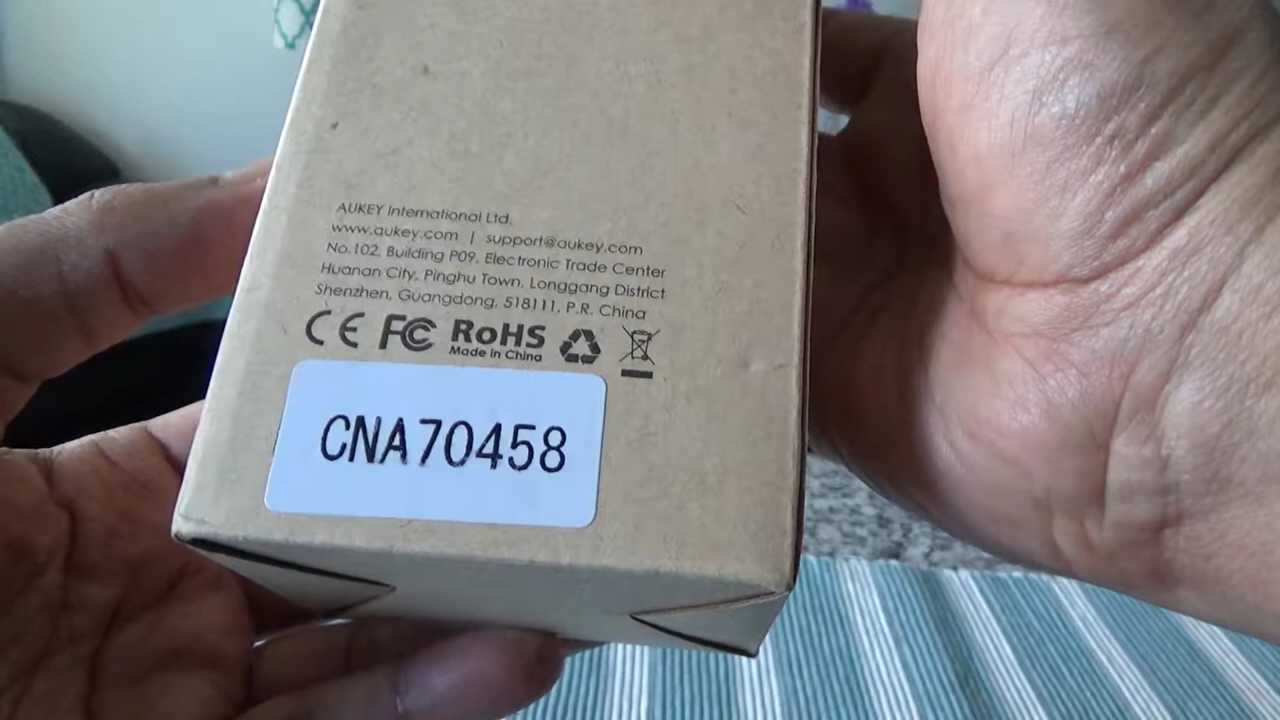 AUKEY International Ltd.
www.aukey.com | support@aukey.com
No.102, Building P09, Electronic Trade Center
Huanan City, Pinghu Town, Longgang District
Shenzhen, Guangdong, 518111, P.R. China
CE FC RoHS
Made in China
CNA70458